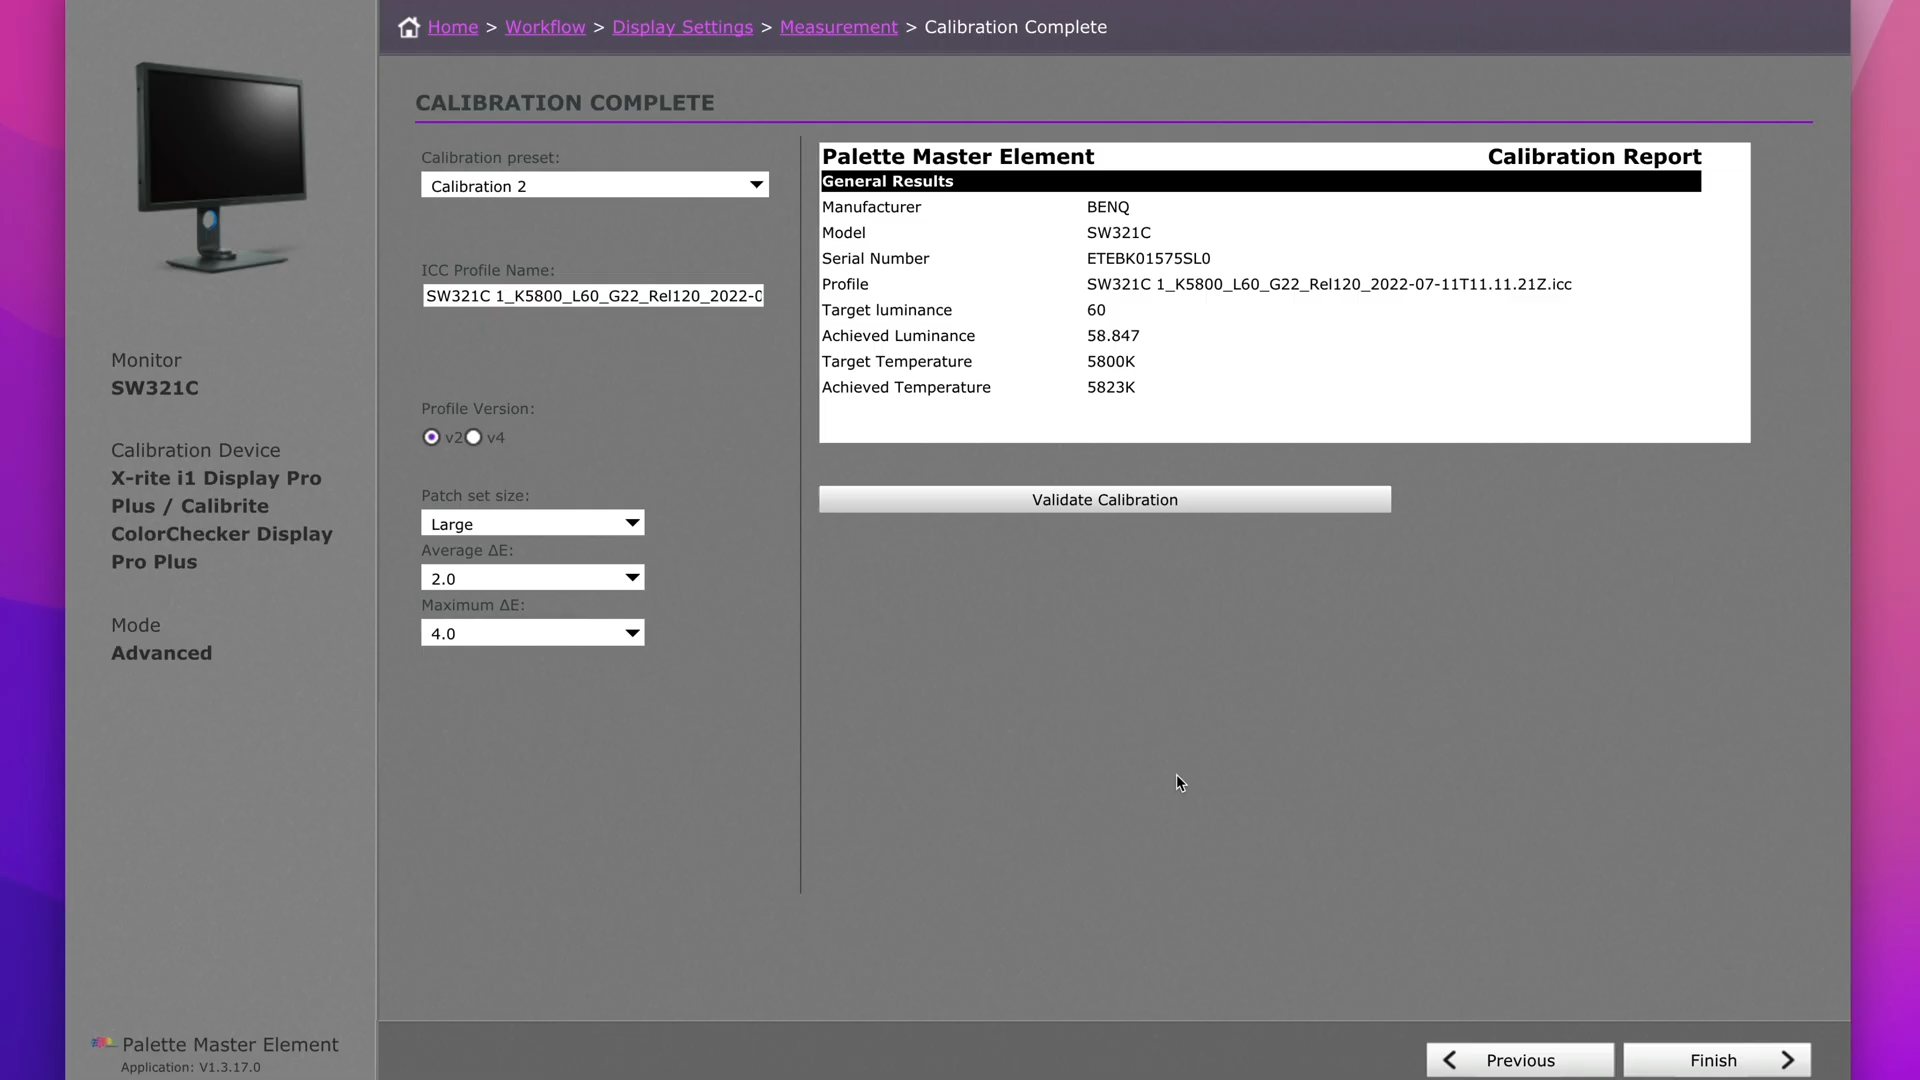 Home > Workflow > Display Settings > Measurement > Calibration Complete
CALIBRATION COMPLETE
Monitor
SW321C
Calibration Device
X-rite i1 Display Pro
Plus / Calibrite
ColorChecker Display
Pro Plus
Mode
Advanced
Palette Master Element
Application: V1.3.17.0
Calibration preset:
Calibration 2
ICC Profile Name:
SW321C 1_K5800_L60_G22_Rel120_2022-0
Profile Version:
v2 v4
Patch set size:
Large
Average ΔE:
2.0
Maximum ΔE:
4.0
Palette Master Element Calibration Report
General Results
Manufacturer BENQ
Model SW321C
Serial Number ETEBK01575SL0
Profile SW321C 1_K5800_L60_G22_Rel120_2022-07-11T11.11.21Z.icc
Target luminance 60
Achieved Luminance 58.847
Target Temperature 5800K
Achieved Temperature 5823K
Validate Calibration
Previous Finish